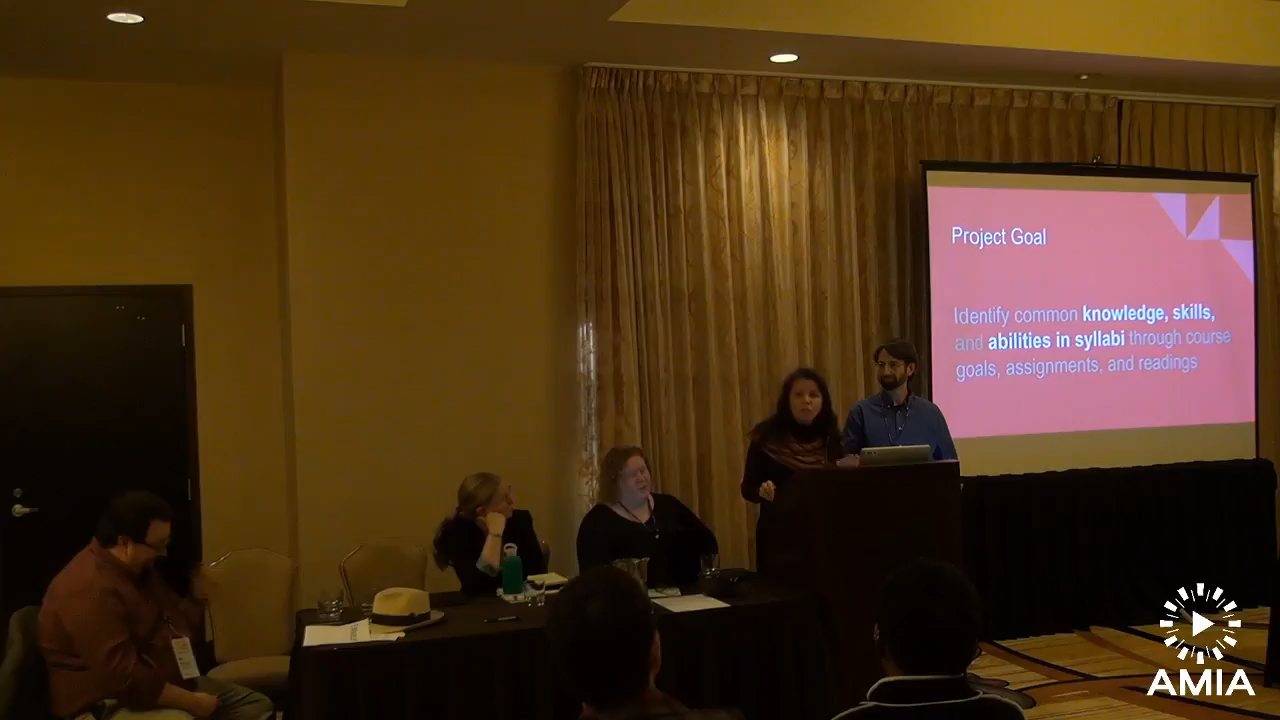 Project Goal
Identify common knowledge, skills,
and abilities in syllabi through course
goals, assignments, and readings
AMIA